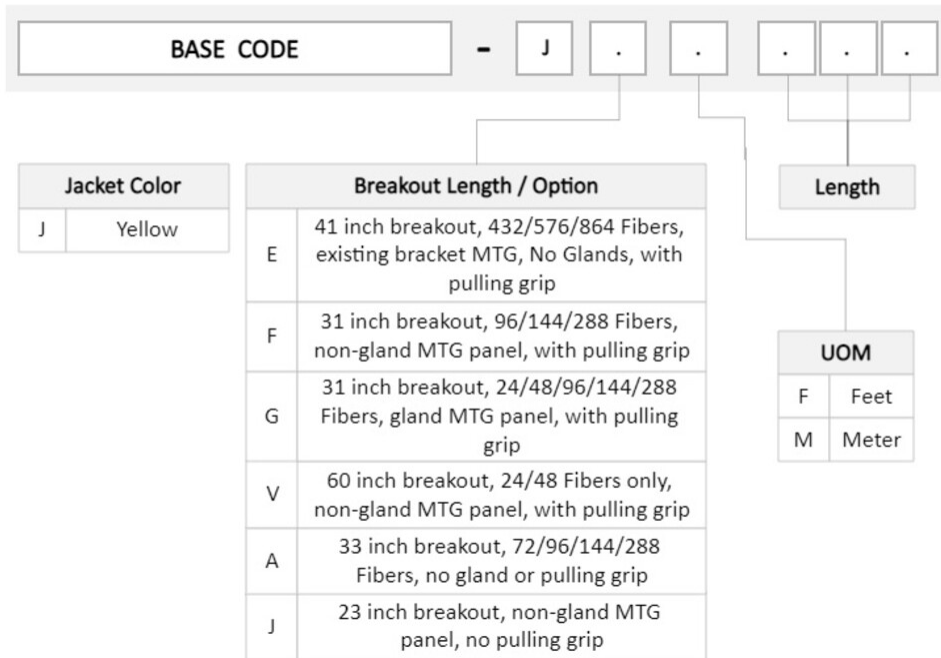 BASE CODE - J . . . . .
Jacket Color
J Yellow
Breakout Length / Option
E 41 inch breakout, 432/576/864 Fibers,
existing bracket MTG, No Glands, with
pulling grip
F 31 inch breakout, 96/144/288 Fibers,
non-gland MTG panel, with pulling grip
G 31 inch breakout, 24/48/96/144/288
Fibers, gland MTG panel, with pulling
grip
V 60 inch breakout, 24/48 Fibers only,
non-gland MTG panel, with pulling grip
A 33 inch breakout, 72/96/144/288
Fibers, no gland or pulling grip
J 23 inch breakout, non-gland MTG
panel, no pulling grip
Length
UOM
F Feet
M Meter